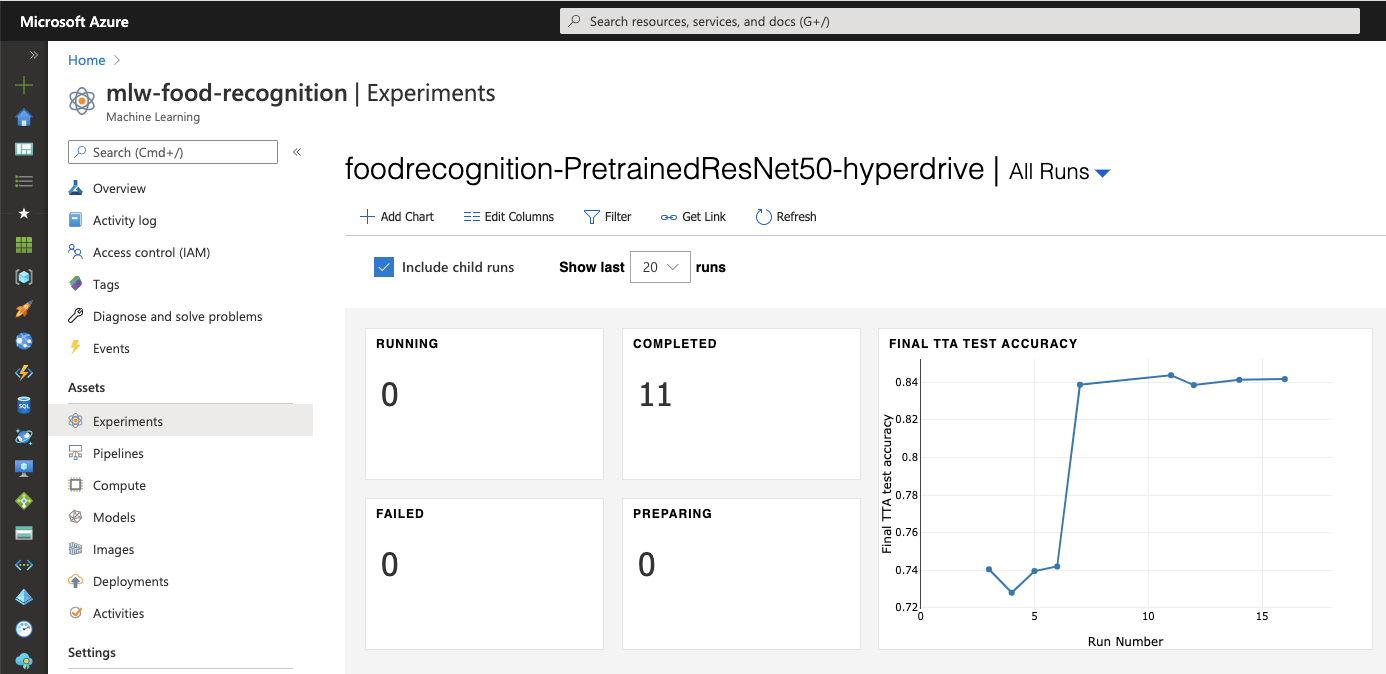 Microsoft Azure
Search resources, services, and docs (G+/)
»
Home >
mlw-food-recognition | Experiments
Machine Learning
Search (Cmd+/)
«
Overview
Activity log
Access control (IAM)
Tags
Diagnose and solve problems
Events
Assets
Experiments
Pipelines
Compute
Models
Images
Deployments
Activities
Settings
foodrecognition-PretrainedResNet50-hyperdrive | All Runs
Add Chart Edit Columns Filter Get Link Refresh
Include child runs Show last 20 runs
RUNNING
0
COMPLETED
11
FAILED
0
PREPARING
0
FINAL TTA TEST ACCURACY
Final TTA test accuracy
0.84
0.82
0.8
0.78
0.76
0.74
0.72
0 5 10 15
Run Number
SQL